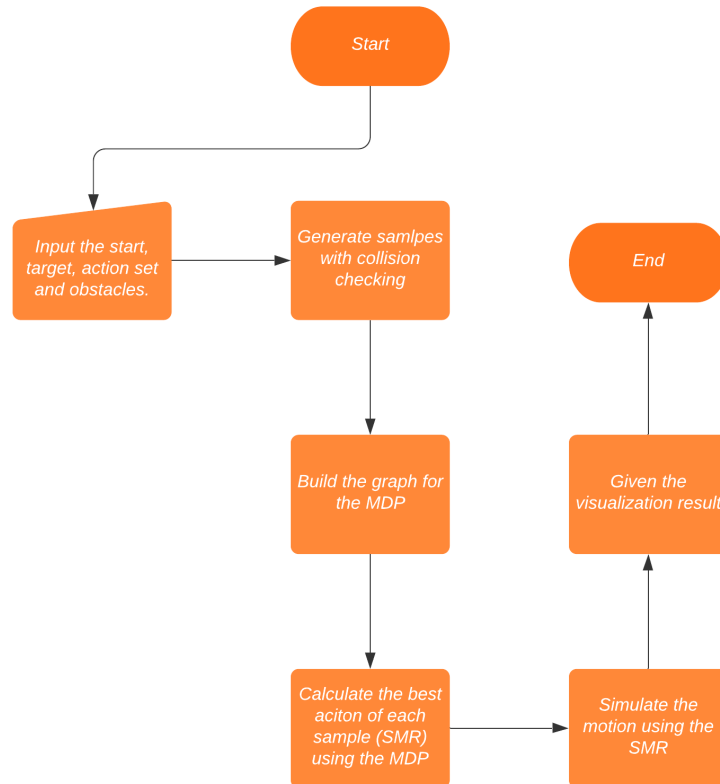 Start
Input the start,
target, action set
and obstacles.
Generate samlpes
with collision
checking
Build the graph for
the MDP
Calculate the best
aciton of each
sample (SMR)
using the MDP
Simulate the
motion using the
SMR
Given the
visualization result
End